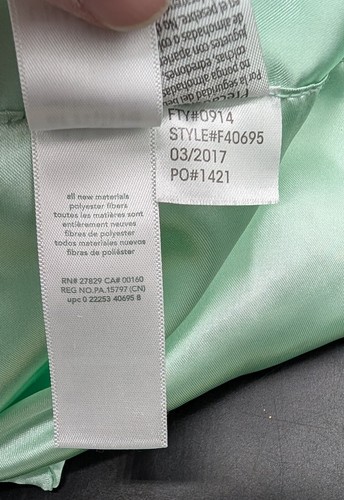 FTY#0914
STYLE#F40695
03/2017
PO#1421
all new materials
polyester fibers
toutes les matières sont
entièrement neuves
fibres de polyester
todos materiales nuevos
fibras de poliéster
RN# 27829 CA# 00160
REG NO.PA.15797 (CN)
upc 0 22253 40695 8